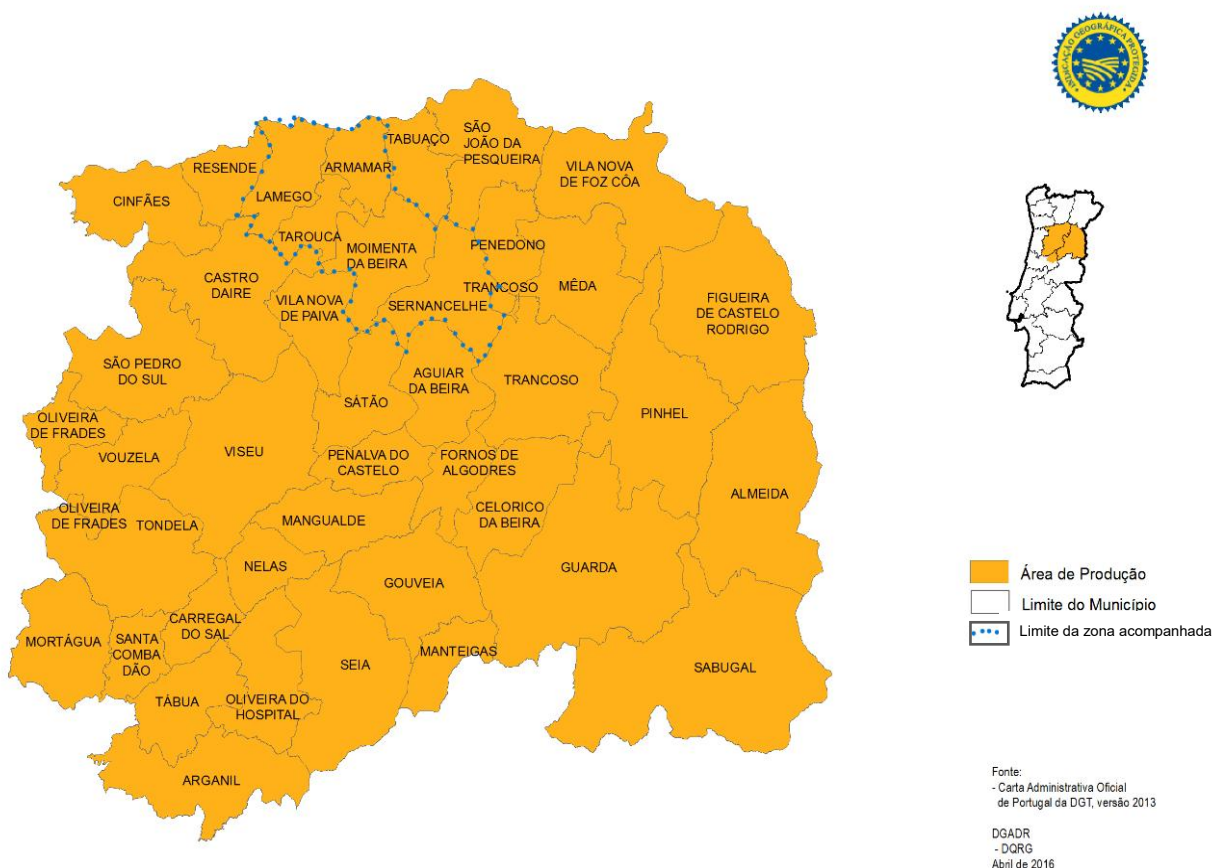 INDICAÇÃO GEOGRÁFICA PROTEGIDA
SÃO
JOÃO DA
PESQUEIRA
TABUAÇO
RESENDE
ARMAMAR
VILA NOVA
DE FOZ CÔA
CINFÃES
LAMEGO
TAROUCA
MOIMENTA
DA BEIRA
PENEDONO
CASTRO
DAIRE
VILA NOVA
DE PAIVA
SERNANCELHE
TRANCOSO
MÊDA
FIGUEIRA
DE CASTELO
RODRIGO
SÃO PEDRO
DO SUL
AGUIAR
DA BEIRA
TRANCOSO
SÁTÃO
PINHEL
OLIVEIRA
DE FRADES
VOUZELA
VISEU
PENALVA DO
CASTELO
FORNOS DE
ALGODRES
ALMEIDA
OLIVEIRA
DE FRADES
TONDELA
MANGUALDE
CELORICO
DA BEIRA
NELAS
GOUVEIA
GUARDA
MORTÁGUA
SANTA
COMBA
DÃO
CARREGAL
DO SAL
SEIA
MANTEIGAS
SABUGAL
TÁBUA
OLIVEIRA DO
HOSPITAL
ARGANIL
Área de Produção
Limite do Município
Limite da zona acompanhada
Fonte:
- Carta Administrativa Oficial
de Portugal da DGT, versão 2013
DGADR
- DQRG
Abril de 2016